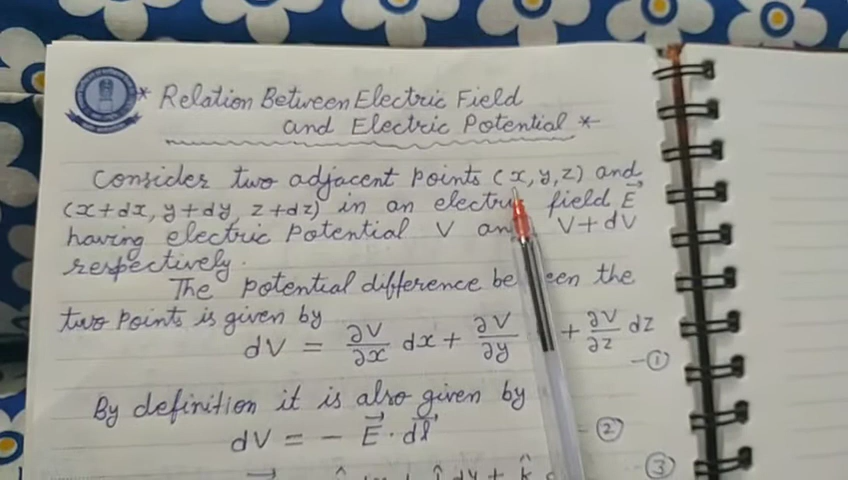 * Relation Between Electric Field
and Electric Potential *
Consider two adjacent points (x, y, z) and
(x+dx, y+dy, z+dz) in an electric field E⃗
having electric Potential V and V+dV
respectively.
The potential difference between the
two points is given by
dV = ∂V/∂x dx + ∂V/∂y + ∂V/∂z dz
-①
By definition it is also given by
dV = - E⃗ · dl⃗ - ②
dy + k̂ ③